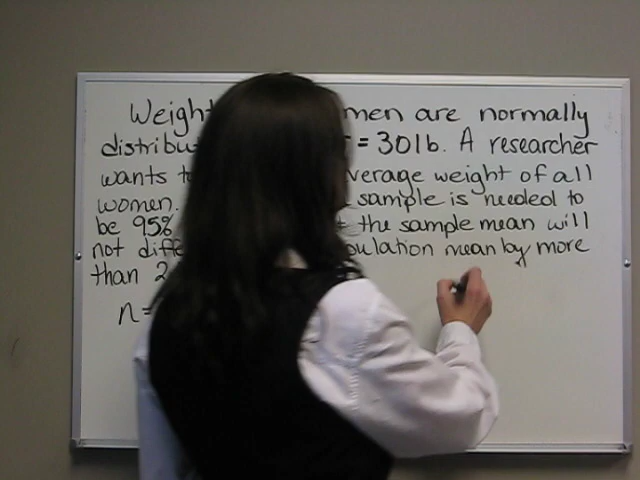 Weight men are normally
distribu = 30 lb. A researcher
wants t verage weight of all
women. sample is needed to
be 95% the sample mean will
not diffe pulation mean by more
than 2
n=